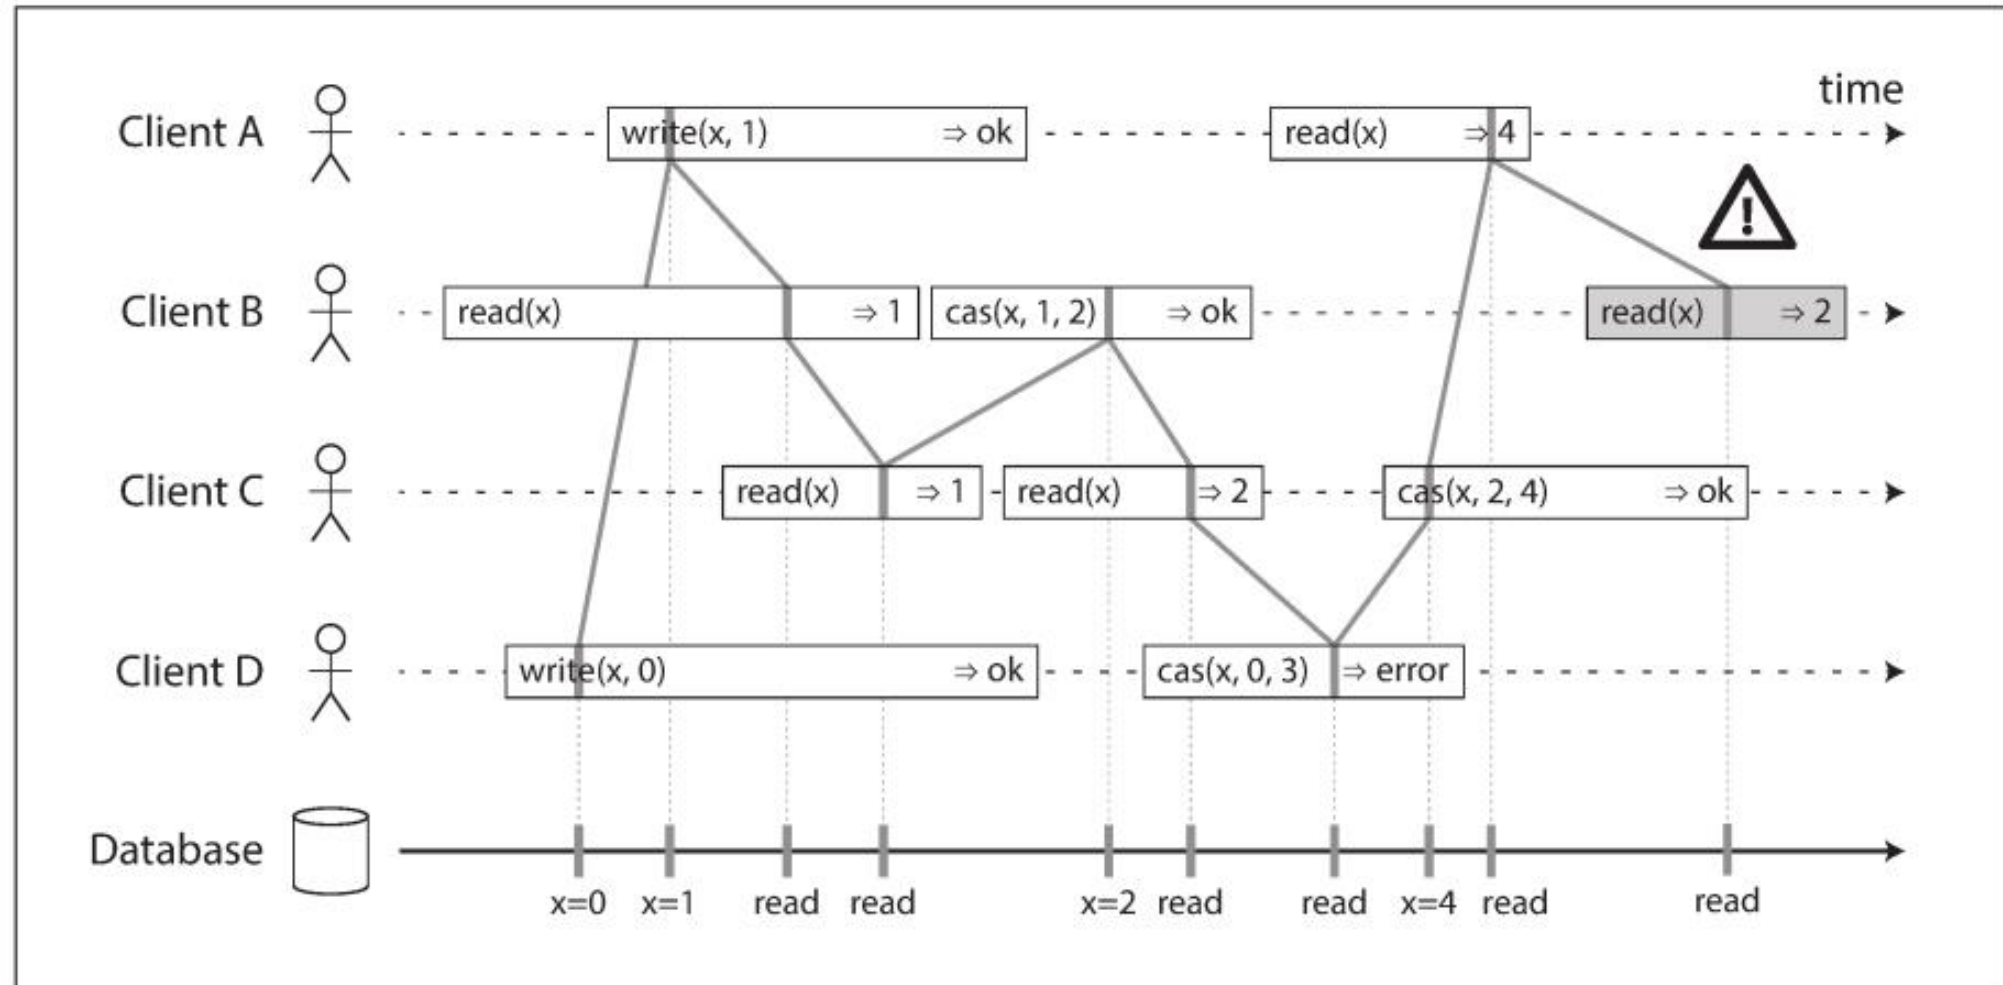 time
Client A write(x, 1) ⇒ ok read(x) ⇒ 4
!
Client B read(x) ⇒ 1 cas(x, 1, 2) ⇒ ok read(x) ⇒ 2
Client C read(x) ⇒ 1 read(x) ⇒ 2 cas(x, 2, 4) ⇒ ok
Client D write(x, 0) ⇒ ok cas(x, 0, 3) ⇒ error
Database
x=0 x=1 read read x=2 read read x=4 read read